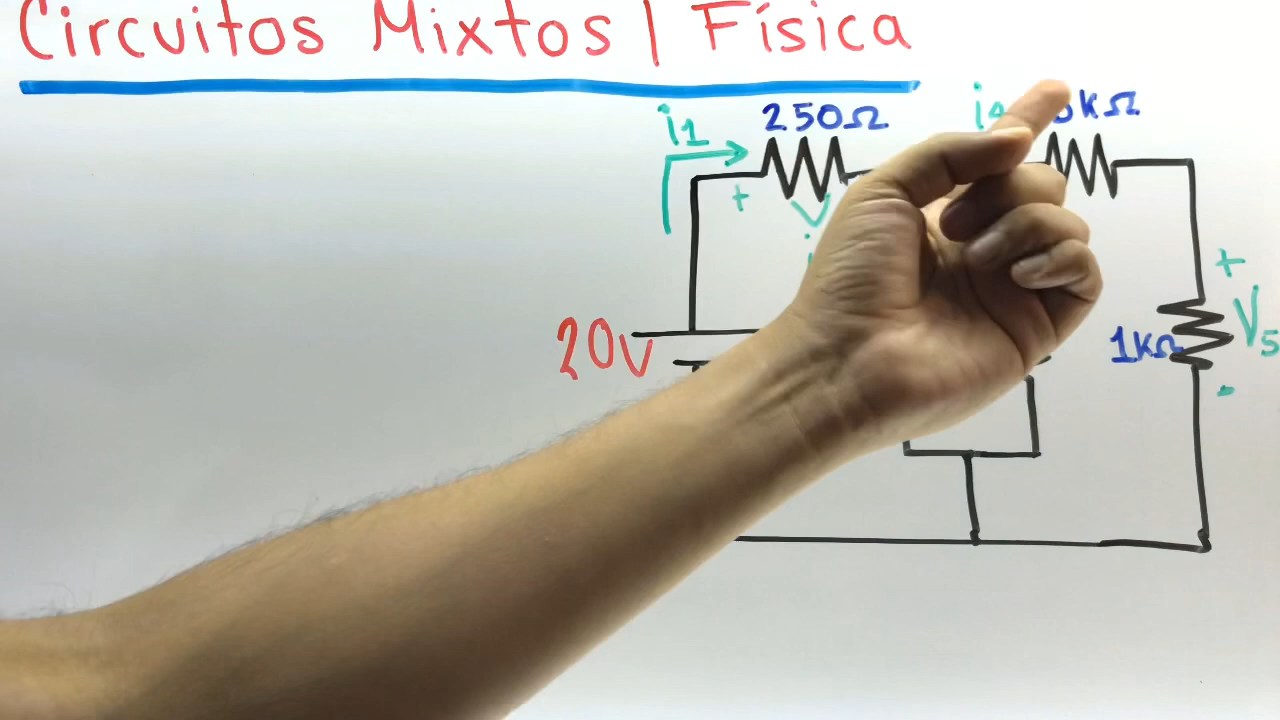 Circuitos Mixtos | Física
i1
250Ω
kΩ
+
V
20V
+
V5
1kΩ
-